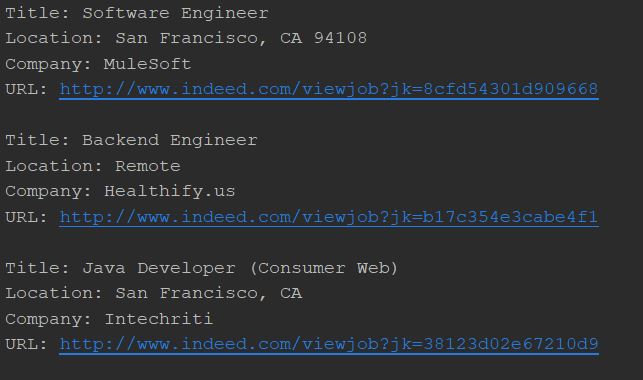 Title: Software Engineer
Location: San Francisco, CA 94108
Company: MuleSoft
URL: http://www.indeed.com/viewjob?jk=8cfd54301d909668
Title: Backend Engineer
Location: Remote
Company: Healthify.us
URL: http://www.indeed.com/viewjob?jk=b17c354e3cabe4f1
Title: Java Developer (Consumer Web)
Location: San Francisco, CA
Company: Intechriti
URL: http://www.indeed.com/viewjob?jk=38123d02e67210d9